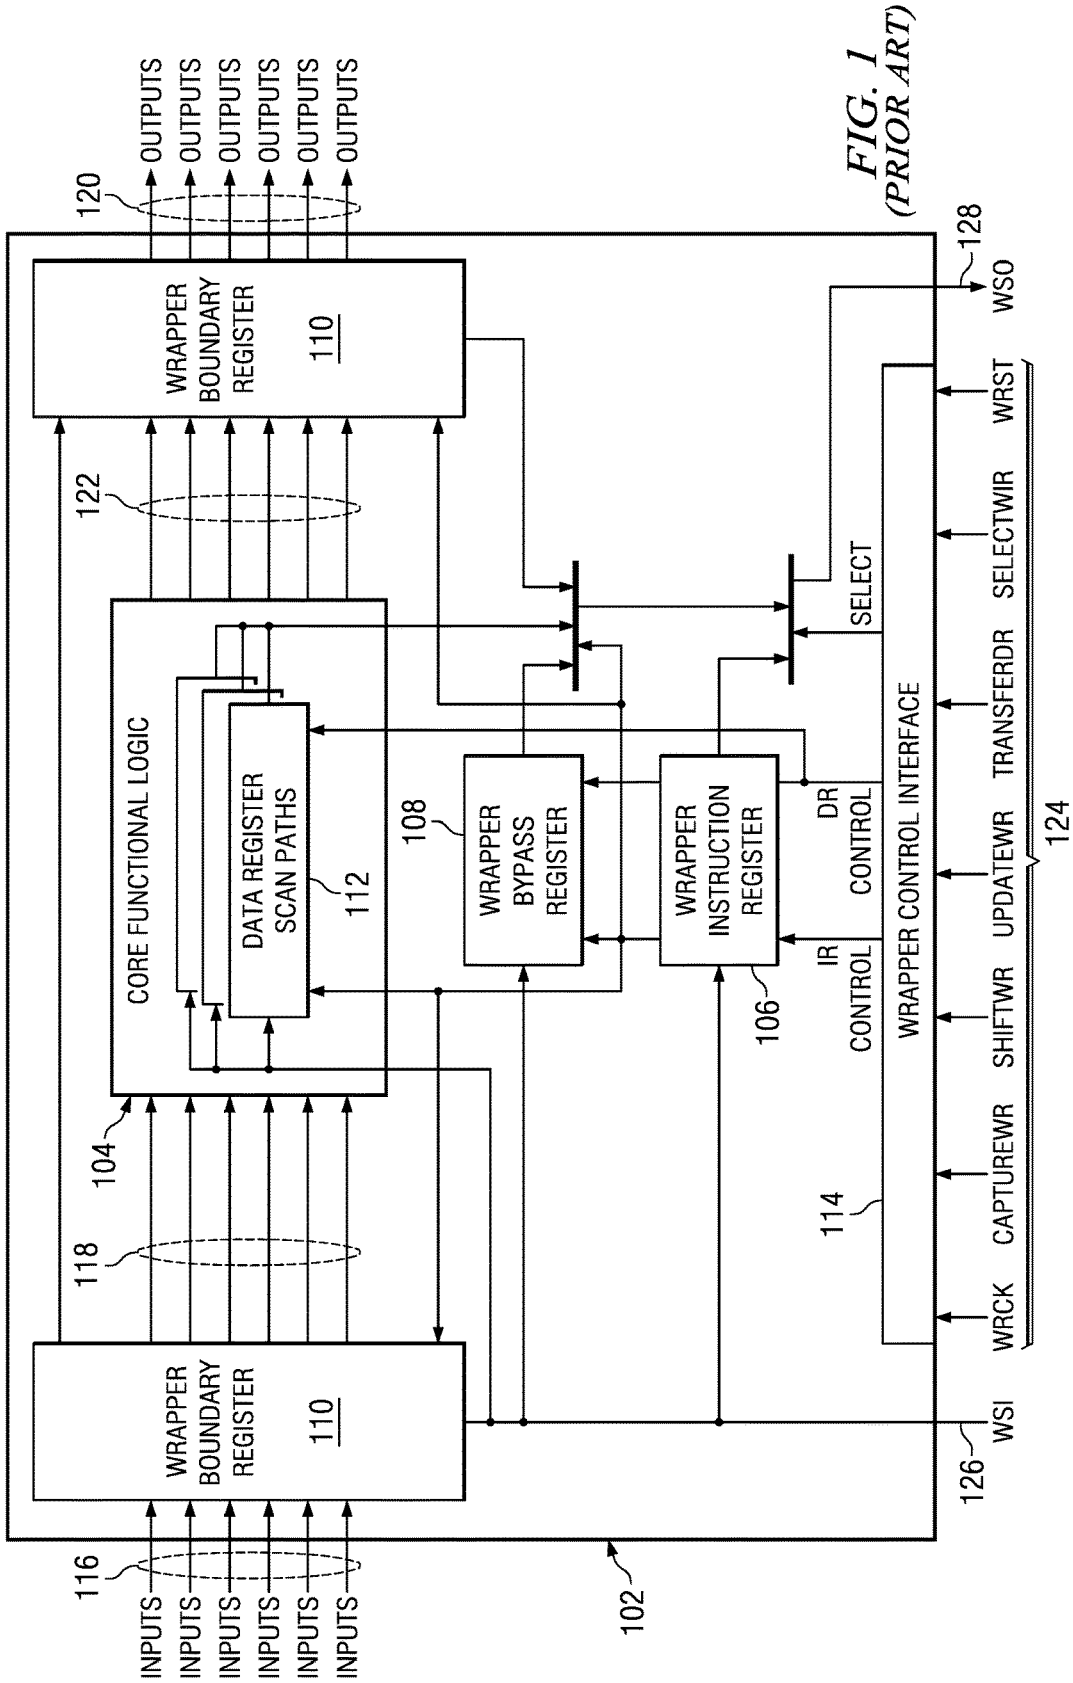 INPUTS
INPUTS
INPUTS
INPUTS
INPUTS
INPUTS
116
WRAPPER
BOUNDARY
REGISTER
110
118
104
CORE FUNCTIONAL LOGIC
DATA REGISTER
SCAN PATHS
112
122
WRAPPER
BOUNDARY
REGISTER
110
120
OUTPUTS
OUTPUTS
OUTPUTS
OUTPUTS
OUTPUTS
OUTPUTS
WRAPPER
BYPASS
REGISTER
108
WRAPPER
INSTRUCTION
REGISTER
106
IR
CONTROL
DR
CONTROL
SELECT
114
WRAPPER CONTROL INTERFACE
102
126
WSI
WRCK
CAPTUREWR
SHIFTWR
UPDATEWR
TRANSFERDR
SELECTWIR
WRST
124
WSO
128
FIG. 1
(PRIOR ART)